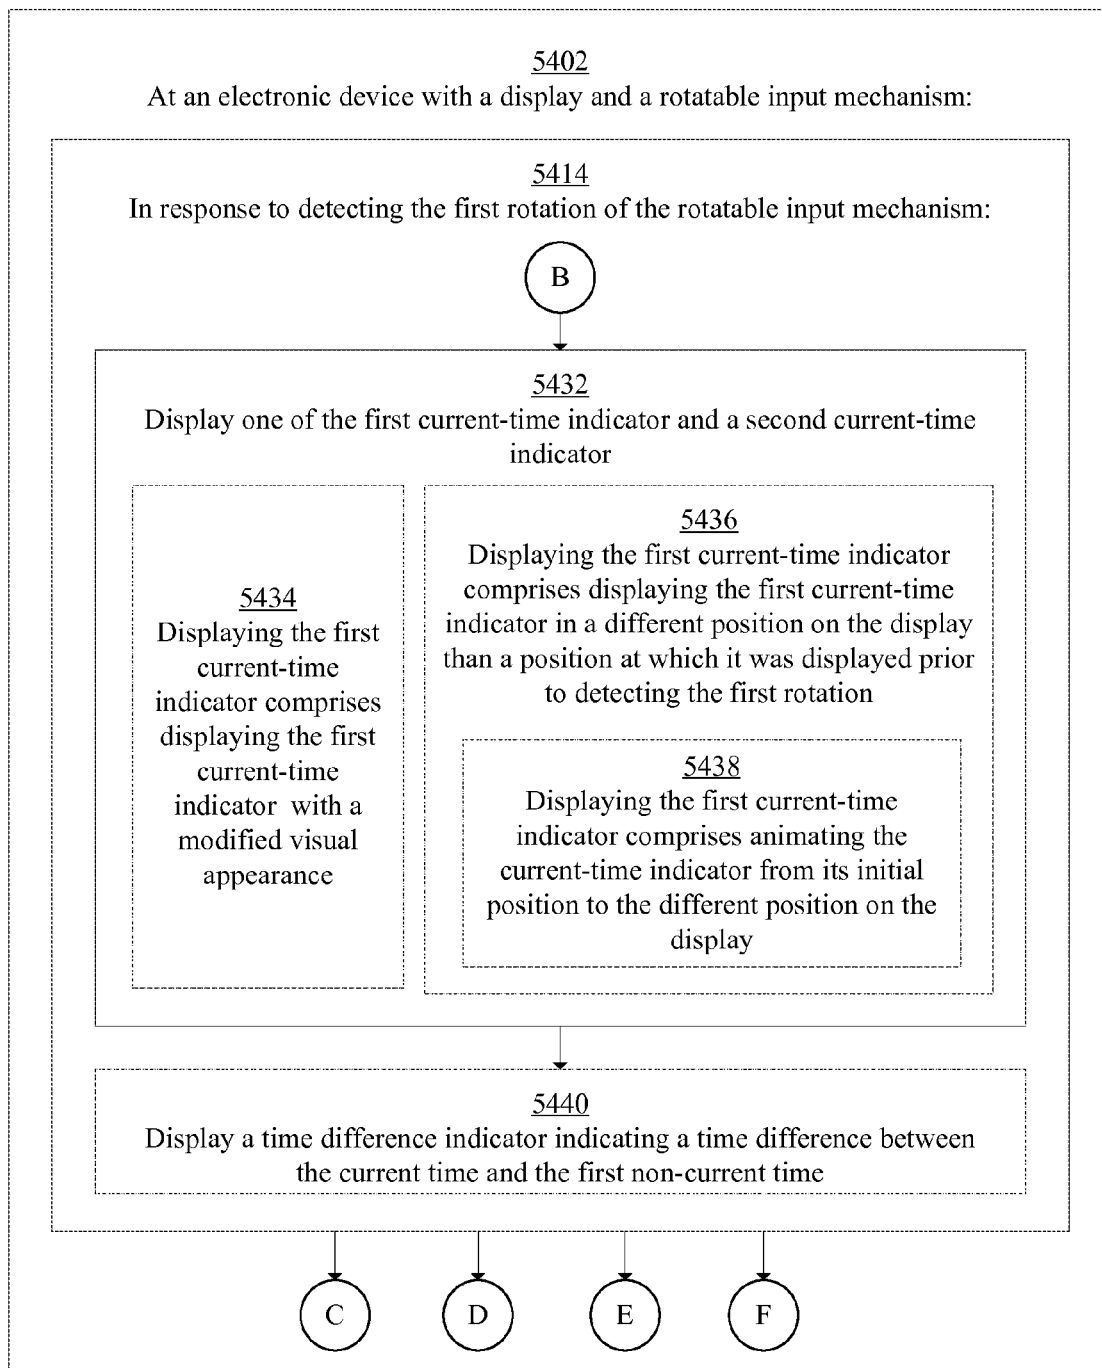 5402
At an electronic device with a display and a rotatable input mechanism:
5414
In response to detecting the first rotation of the rotatable input mechanism:
B
5432
Display one of the first current-time indicator and a second current-time
indicator
5434
Displaying the first
current-time
indicator comprises
displaying the first
current-time
indicator with a
modified visual
appearance
5436
Displaying the first current-time indicator
comprises displaying the first current-time
indicator in a different position on the display
than a position at which it was displayed prior
to detecting the first rotation
5438
Displaying the first current-time
indicator comprises animating the
current-time indicator from its initial
position to the different position on the
display
5440
Display a time difference indicator indicating a time difference between
the current time and the first non-current time
C
D
E
F